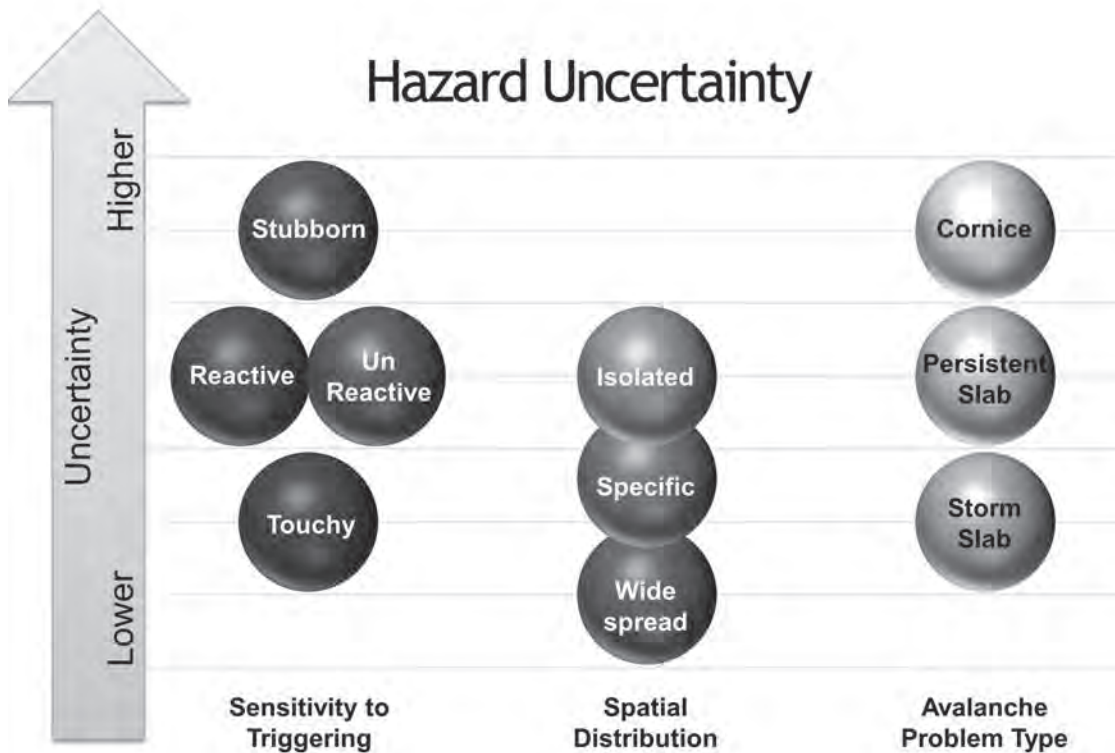 Hazard Uncertainty
Higher
Uncertainty
Lower
Stubborn
Reactive
Un
Reactive
Touchy
Isolated
Specific
Wide
spread
Cornice
Persistent
Slab
Storm
Slab
Sensitivity to
Triggering
Spatial
Distribution
Avalanche
Problem Type